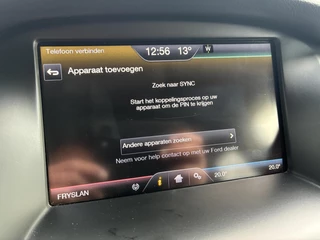 Telefoon verbinden
12:56 13°
Apparaat toevoegen
Zoek naar SYNC
Start het koppelingsproces op uw
apparaat om de PIN te krijgen
Andere apparaten zoeken
Neem voor help contact op met uw Ford dealer
FRYSLAN
20.0°
20.0°